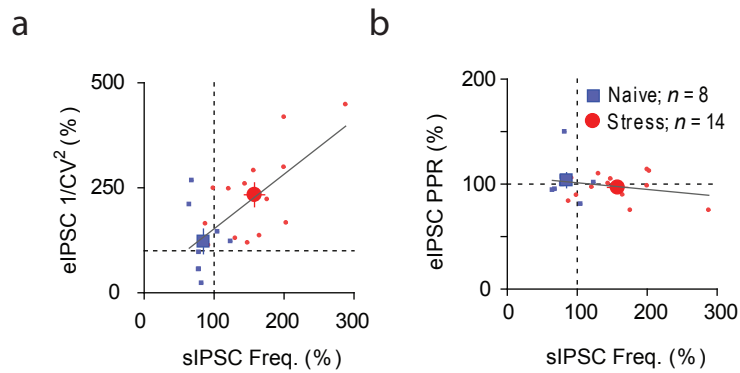 a
500
250
0
eIPSC 1/CV² (%)
0 100 200 300
sIPSC Freq. (%)
b
200
100
0
eIPSC PPR (%)
Naive; n = 8
Stress; n = 14
0 100 200 300
sIPSC Freq. (%)